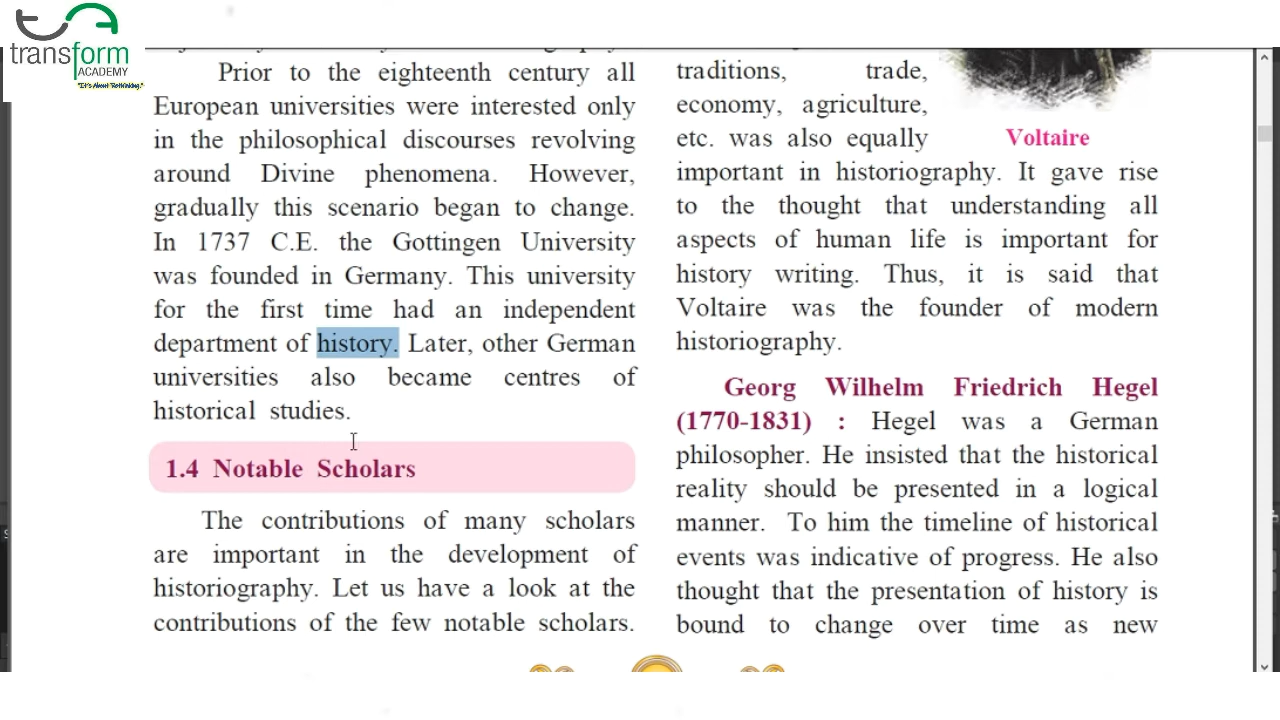 transform
ACADEMY
"It's About Rethinking."
Prior to the eighteenth century all
European universities were interested only
in the philosophical discourses revolving
around Divine phenomena. However,
gradually this scenario began to change.
In 1737 C.E. the Gottingen University
was founded in Germany. This university
for the first time had an independent
department of history. Later, other German
universities also became centres of
historical studies.
1.4 Notable Scholars
The contributions of many scholars
are important in the development of
historiography. Let us have a look at the
contributions of the few notable scholars.
traditions, trade,
economy, agriculture,
etc. was also equally
Voltaire
important in historiography. It gave rise
to the thought that understanding all
aspects of human life is important for
history writing. Thus, it is said that
Voltaire was the founder of modern
historiography.
Georg Wilhelm Friedrich Hegel
(1770-1831) : Hegel was a German
philosopher. He insisted that the historical
reality should be presented in a logical
manner. To him the timeline of historical
events was indicative of progress. He also
thought that the presentation of history is
bound to change over time as new